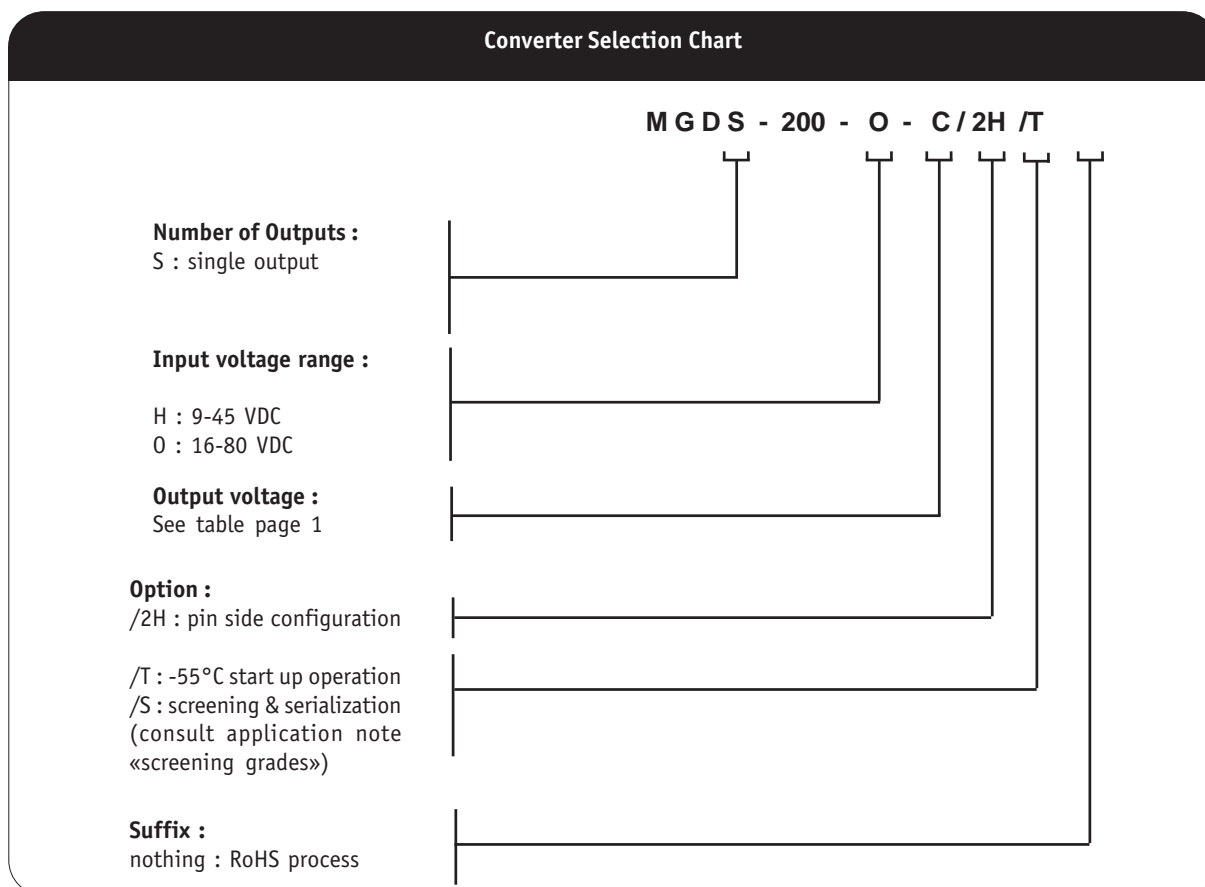 Converter Selection Chart
M G D S - 200 - O - C / 2H /T
Number of Outputs :
S : single output
Input voltage range :
H : 9-45 VDC
O : 16-80 VDC
Output voltage :
See table page 1
Option :
/2H : pin side configuration
/T : -55°C start up operation
/S : screening & serialization
(consult application note
«screening grades»)
Suffix :
nothing : RoHS process